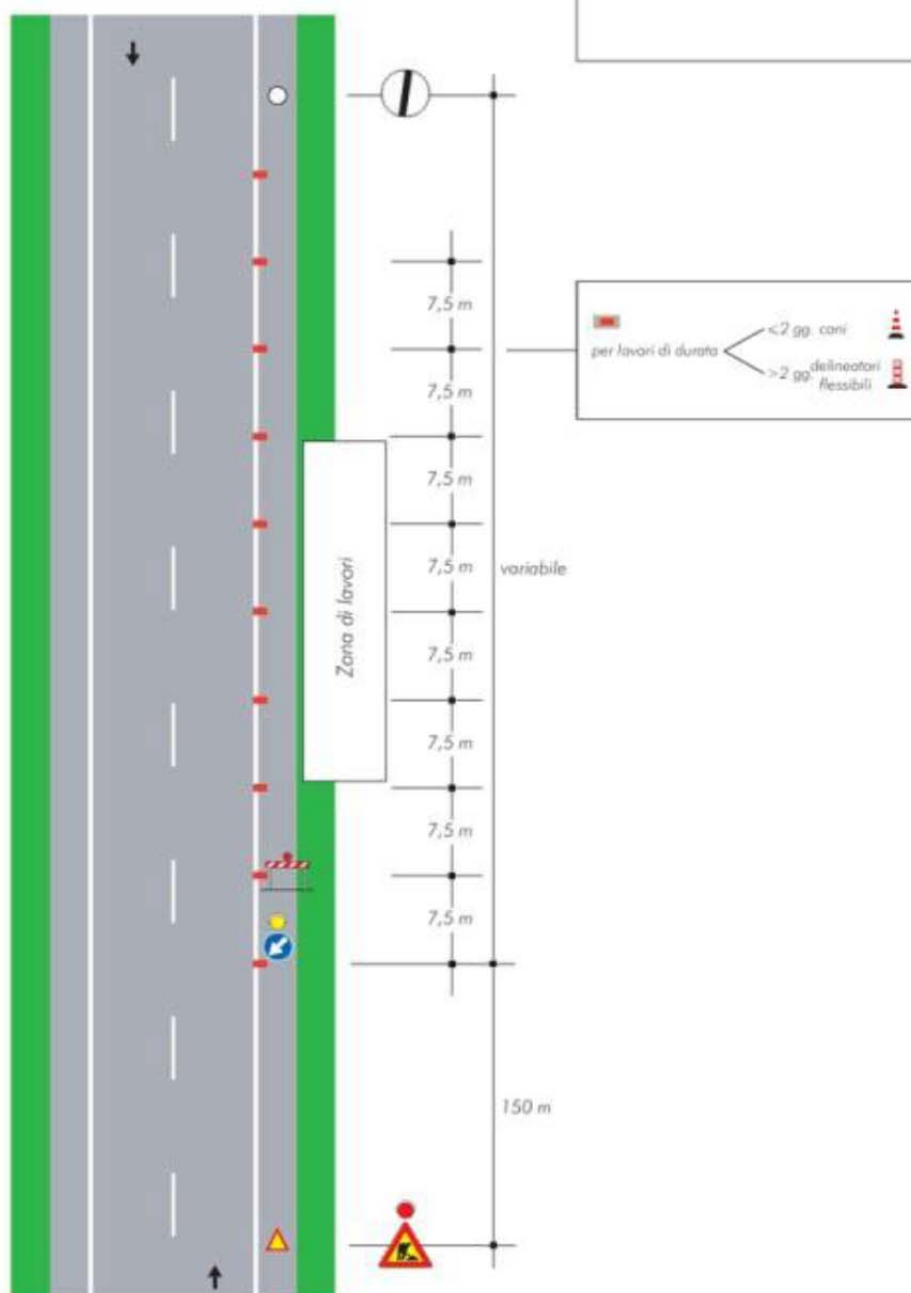 7,5 m
7,5 m
<2 gg. coni
per lavori di durata
>2 gg. delineatori
flessibili
7,5 m
Zona di lavori
7,5 m
variabile
7,5 m
7,5 m
7,5 m
7,5 m
150 m